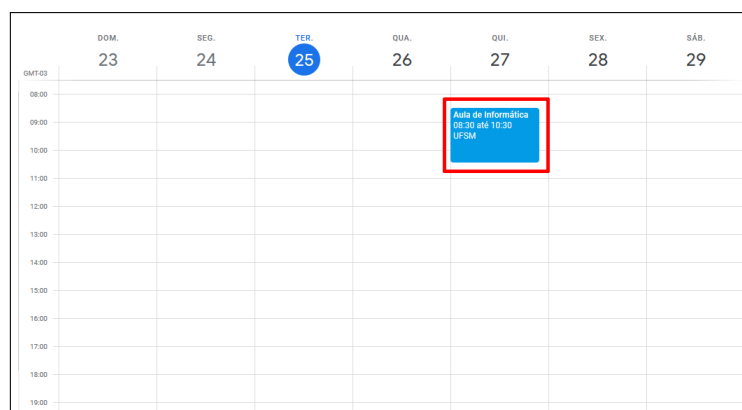 DOM. SEG. TER. QUA. QUI. SEX. SÁB.
23 24 25 26 27 28 29
GMT-03
08:00
09:00
Aula de Informática
08:30 até 10:30
UFSM
10:00
11:00
12:00
13:00
14:00
15:00
16:00
17:00
18:00
19:00